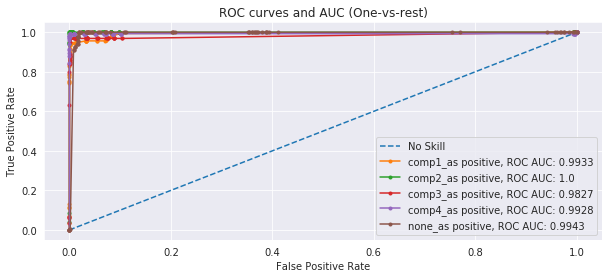 ROC curves and AUC (One-vs-rest)
True Positive Rate
1.0
0.8
0.6
0.4
0.2
0.0
No Skill
comp1_as positive, ROC AUC: 0.9933
comp2_as positive, ROC AUC: 1.0
comp3_as positive, ROC AUC: 0.9827
comp4_as positive, ROC AUC: 0.9928
none_as positive, ROC AUC: 0.9943
0.0 0.2 0.4 0.6 0.8 1.0
False Positive Rate